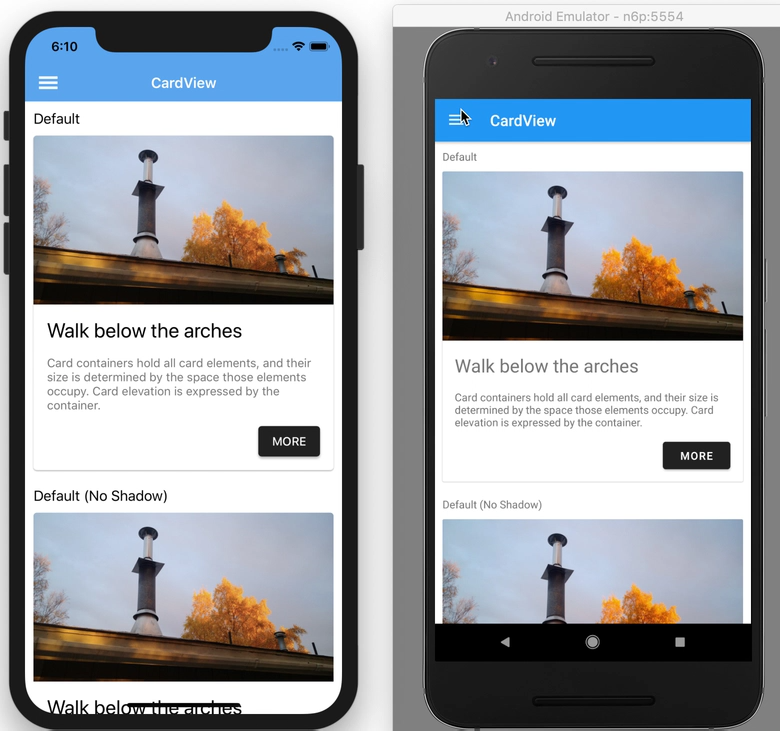 6:10
CardView
Default
Walk below the arches
Card containers hold all card elements, and their
size is determined by the space those elements
occupy. Card elevation is expressed by the
container.
MORE
Default (No Shadow)
Walk below the arches
Android Emulator - n6p:5554
CardView
Default
Walk below the arches
Card containers hold all card elements, and their size is
determined by the space those elements occupy. Card
elevation is expressed by the container.
MORE
Default (No Shadow)